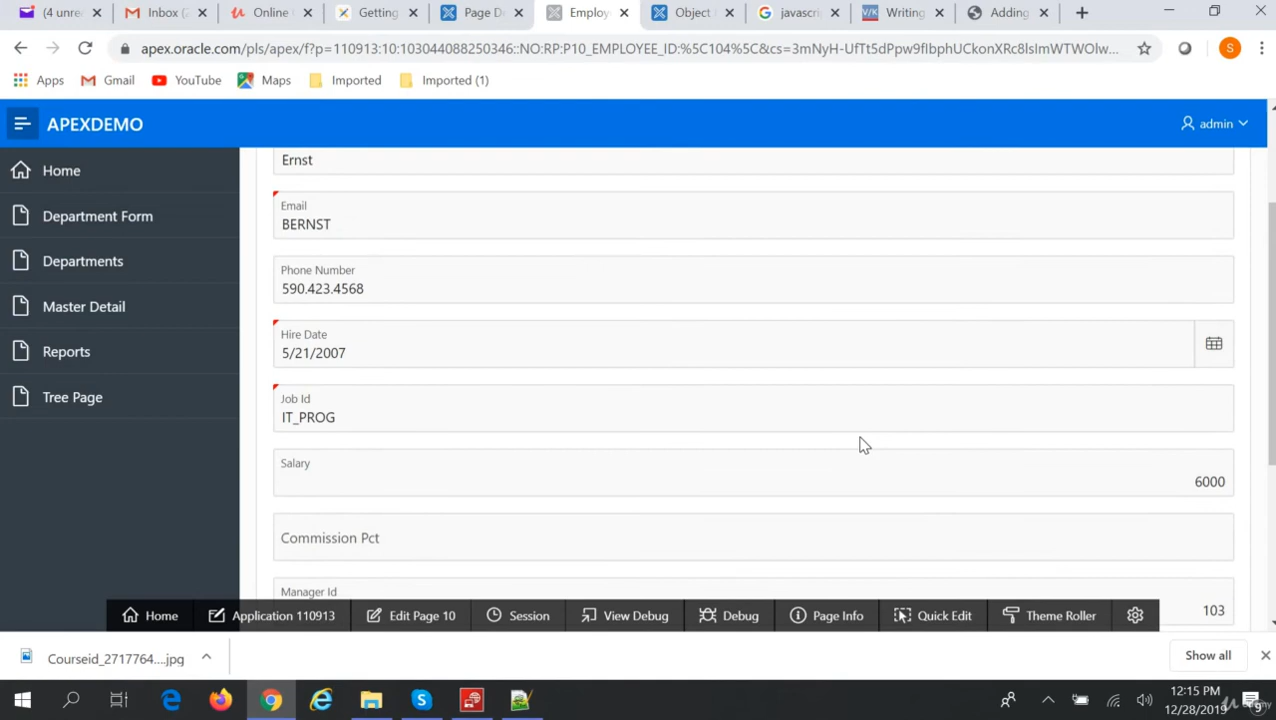 (4 unre
Inbox (2
Online V
Getting
Page De
Employ
Object
javascri
Writing
Adding
apex.oracle.com/pls/apex/f?p=110913:10:103044088250346::NO:RP:P10_EMPLOYEE_ID:%5C104%5C&cs=3mNyH-UfTt5dPpw9fIbphUCkonXRc8lsImWTWOlw...
S
Apps
Gmail
YouTube
Maps
Imported
Imported (1)
APEXDEMO
admin
Home
Department Form
Departments
Master Detail
Reports
Tree Page
Ernst
Email
BERNST
Phone Number
590.423.4568
Hire Date
5/21/2007
Job Id
IT_PROG
Salary
6000
Commission Pct
Manager Id
103
Home
Application 110913
Edit Page 10
Session
View Debug
Debug
Page Info
Quick Edit
Theme Roller
Courseid_2717764....jpg
Show all
12:15 PM
12/28/2019